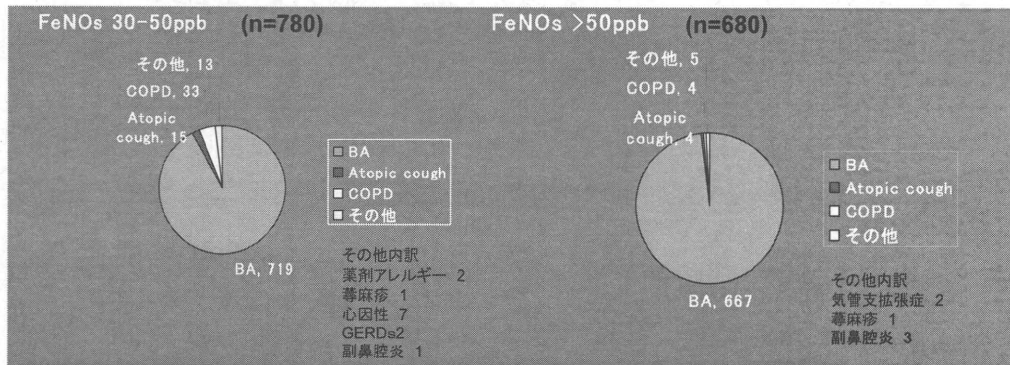 FeNOs 30-50ppb (n=780)
その他, 13
COPD, 33
Atopic
cough, 15
BA, 719
BA
Atopic cough
COPD
その他
その他内訳
薬剤アレルギー 2
蕁麻疹 1
心因性 7
GERDs2
副鼻腔炎 1
FeNOs >50ppb (n=680)
その他, 5
COPD, 4
Atopic
cough, 4
BA, 667
BA
Atopic cough
COPD
その他
その他内訳
気管支拡張症 2
蕁麻疹 1
副鼻腔炎 3